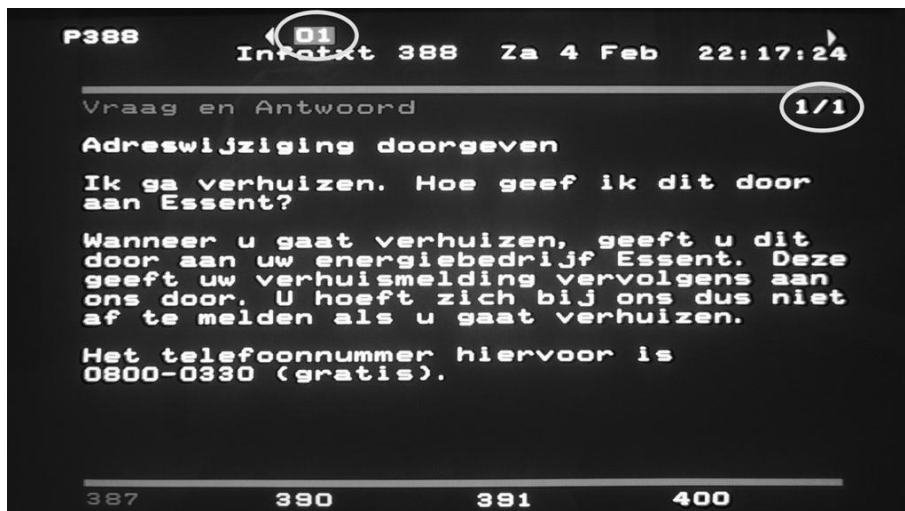 P388 01
Infotxt 388 Za 4 Feb 22:17:24
Vraag en Antwoord 1/1
Adreswijziging doorgeven
Ik ga verhuizen. Hoe geef ik dit door
aan Essent?
Wanneer u gaat verhuizen, geeft u dit
door aan uw energiebedrijf Essent. Deze
geeft uw verhuismelding vervolgens aan
ons door. U hoeft zich bij ons dus niet
af te melden als u gaat verhuizen.
Het telefoonnummer hiervoor is
0800-0330 (gratis).
387 390 391 400